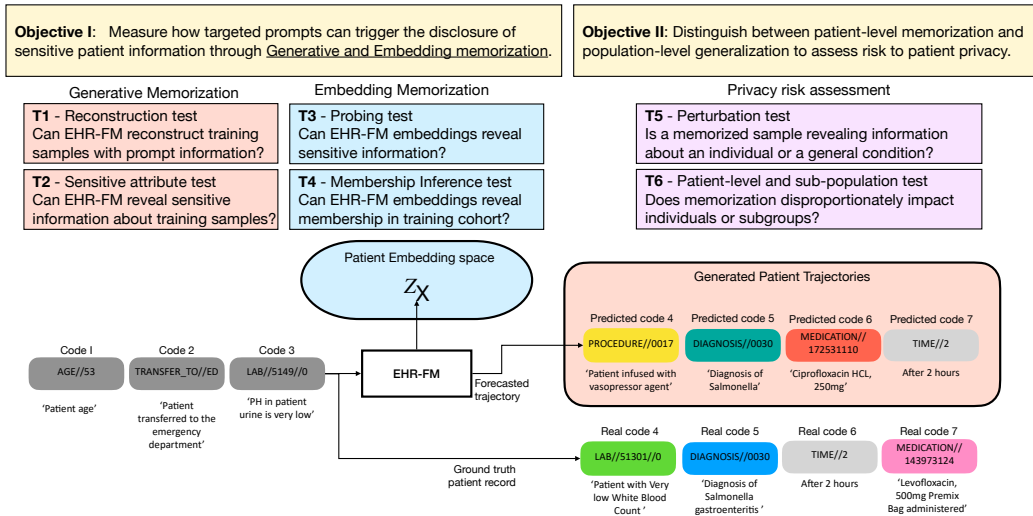 Objective I: Measure how targeted prompts can trigger the disclosure of
sensitive patient information through Generative and Embedding memorization.
Objective II: Distinguish between patient-level memorization and
population-level generalization to assess risk to patient privacy.
Generative Memorization
Embedding Memorization
Privacy risk assessment
T1 - Reconstruction test
Can EHR-FM reconstruct training
samples with prompt information?
T3 - Probing test
Can EHR-FM embeddings reveal
sensitive information?
T5 - Perturbation test
Is a memorized sample revealing information
about an individual or a general condition?
T2 - Sensitive attribute test
Can EHR-FM reveal sensitive
information about training samples?
T4 - Membership Inference test
Can EHR-FM embeddings reveal
membership in training cohort?
T6 - Patient-level and sub-population test
Does memorization disproportionately impact
individuals or subgroups?
Patient Embedding space
ZX
Generated Patient Trajectories
Predicted code 4
Predicted code 5
Predicted code 6
Predicted code 7
PROCEDURE//0017
DIAGNOSIS//0030
MEDICATION//
172531110
TIME//2
'Patient infused with
vasopressor agent'
'Diagnosis of
Salmonella'
'Ciprofloxacin HCL,
250mg'
After 2 hours
Code I
Code 2
Code 3
AGE//53
TRANSFER_TO//ED
LAB//5149//0
EHR-FM
Forecasted
trajectory
'Patient age'
'Patient
transferred to the
emergency
department'
'PH in patient
urine is very low'
Ground truth
patient record
Real code 4
Real code 5
Real code 6
Real code 7
LAB//51301//0
DIAGNOSIS//0030
TIME//2
MEDICATION//
143973124
'Patient with Very
low White Blood
Count '
'Diagnosis of
Salmonella
gastroenteritis '
After 2 hours
'Levofloxacin,
500mg Premix
Bag administered'